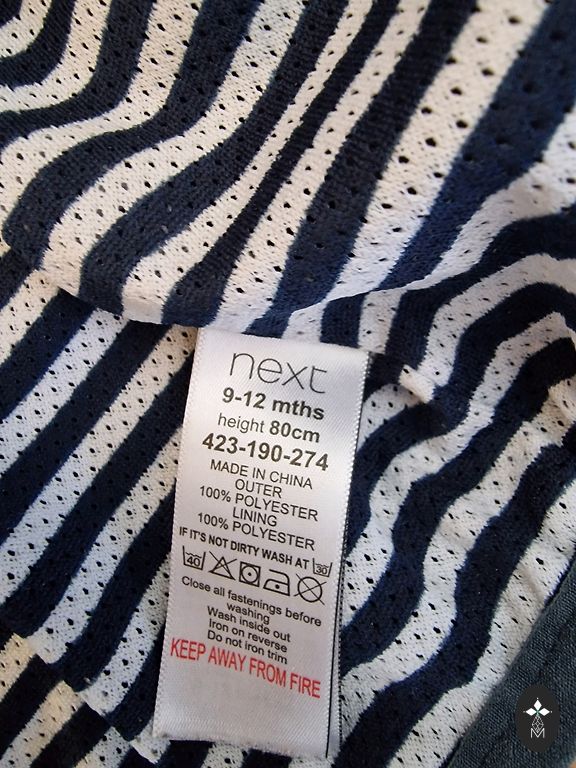 next
9-12 mths
height 80cm
423-190-274
MADE IN CHINA
OUTER
100% POLYESTER
LINING
100% POLYESTER
IF IT'S NOT DIRTY WASH AT 30
40
Close all fastenings before
washing
Wash inside out
Iron on reverse
Do not iron trim
KEEP AWAY FROM FIRE
M